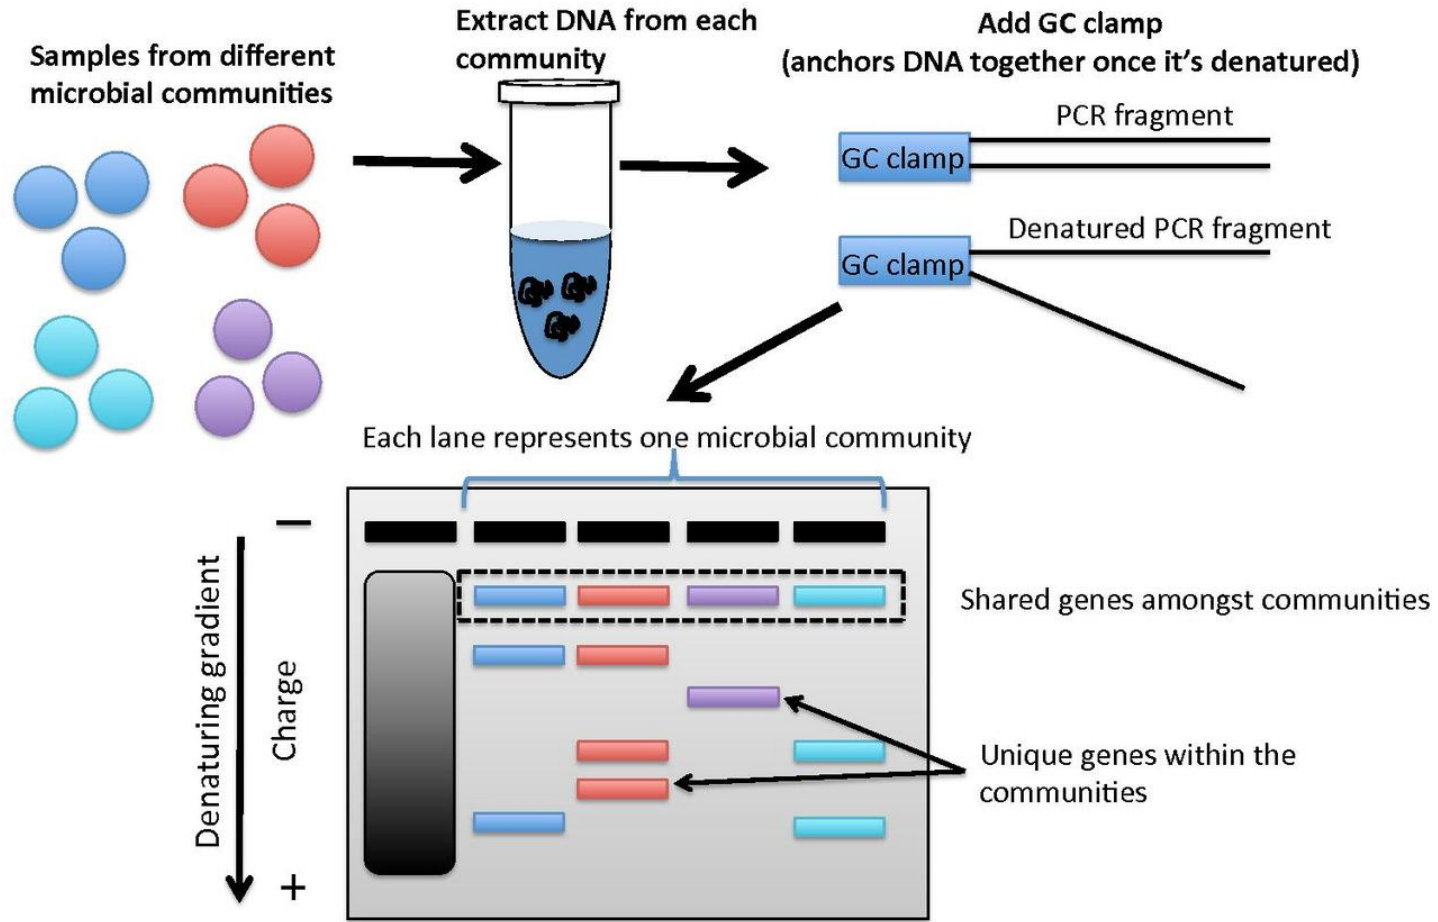 Samples from different
microbial communities
Extract DNA from each
community
Add GC clamp
(anchors DNA together once it's denatured)
PCR fragment
GC clamp
Denatured PCR fragment
GC clamp
Each lane represents one microbial community
−
Denaturing gradient
Charge
+
Shared genes amongst communities
Unique genes within the
communities